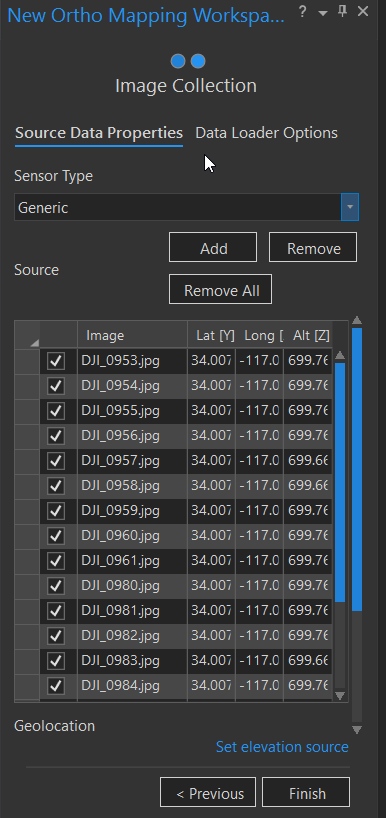 New Ortho Mapping Workspa... ?
Image Collection
Source Data Properties Data Loader Options
Sensor Type
Generic
Add Remove
Source
Remove All
Image Lat [Y] Long [ Alt [Z]
DJI_0953.jpg 34.007 -117.0 699.76
DJI_0954.jpg 34.007 -117.0 699.76
DJI_0955.jpg 34.007 -117.0 699.76
DJI_0956.jpg 34.007 -117.0 699.76
DJI_0957.jpg 34.007 -117.0 699.66
DJI_0958.jpg 34.007 -117.0 699.66
DJI_0959.jpg 34.007 -117.0 699.76
DJI_0960.jpg 34.007 -117.0 699.76
DJI_0961.jpg 34.007 -117.0 699.76
DJI_0980.jpg 34.007 -117.0 699.76
DJI_0981.jpg 34.007 -117.0 699.76
DJI_0982.jpg 34.007 -117.0 699.76
DJI_0983.jpg 34.007 -117.0 699.66
DJI_0984.jpg 34.007 -117.0 699.76
Geolocation
Set elevation source
< Previous Finish